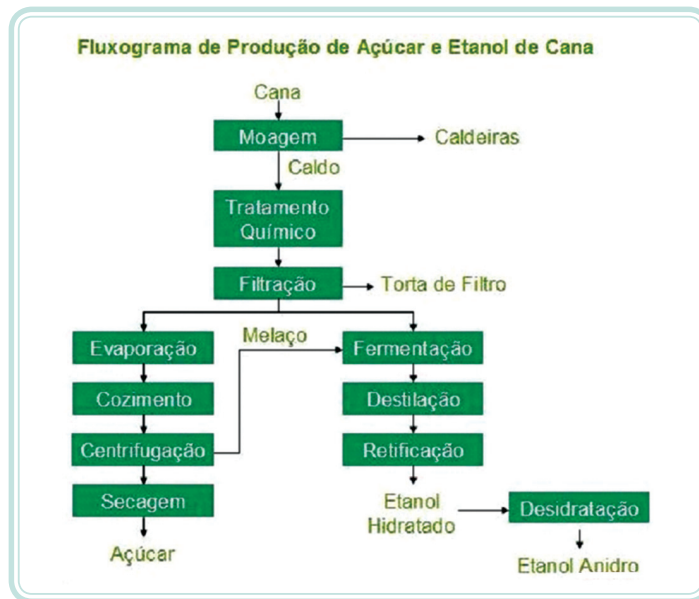 Fluxograma de Produção de Açúcar e Etanol de Cana
Cana
Moagem
Caldeiras
Caldo
Tratamento
Químico
Filtração
Torta de Filtro
Evaporação
Melaço
Fermentação
Cozimento
Destilação
Centrifugação
Retificação
Secagem
Etanol
Hidratado
Desidratação
Açúcar
Etanol Anidro